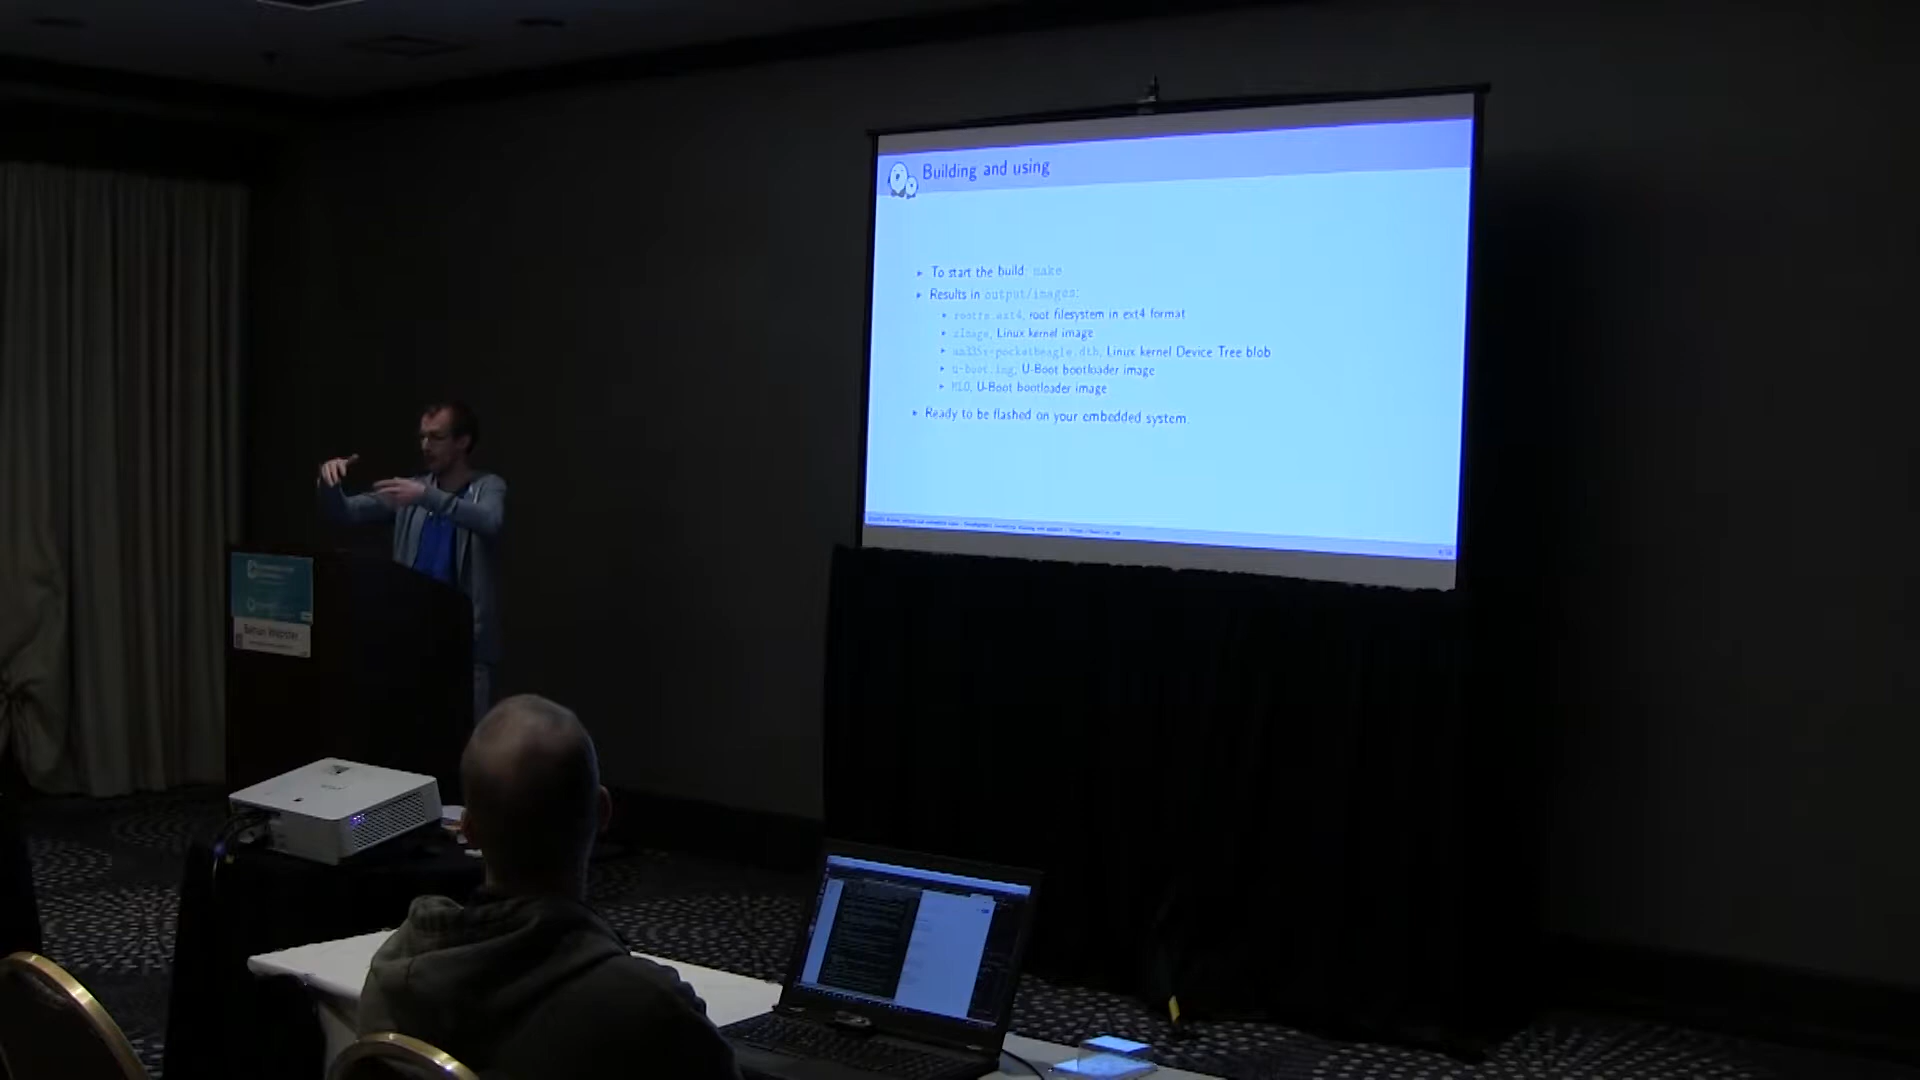 Building and using
To start the build: make
Results in output/images:
rootfs.ext4, root filesystem in ext4 format
zImage, Linux kernel image
am335x-pocketbeagle.dtb, Linux kernel Device Tree blob
u-boot.img, U-Boot bootloader image
MLO, U-Boot bootloader image
Ready to be flashed on your embedded system.
Behan Webster